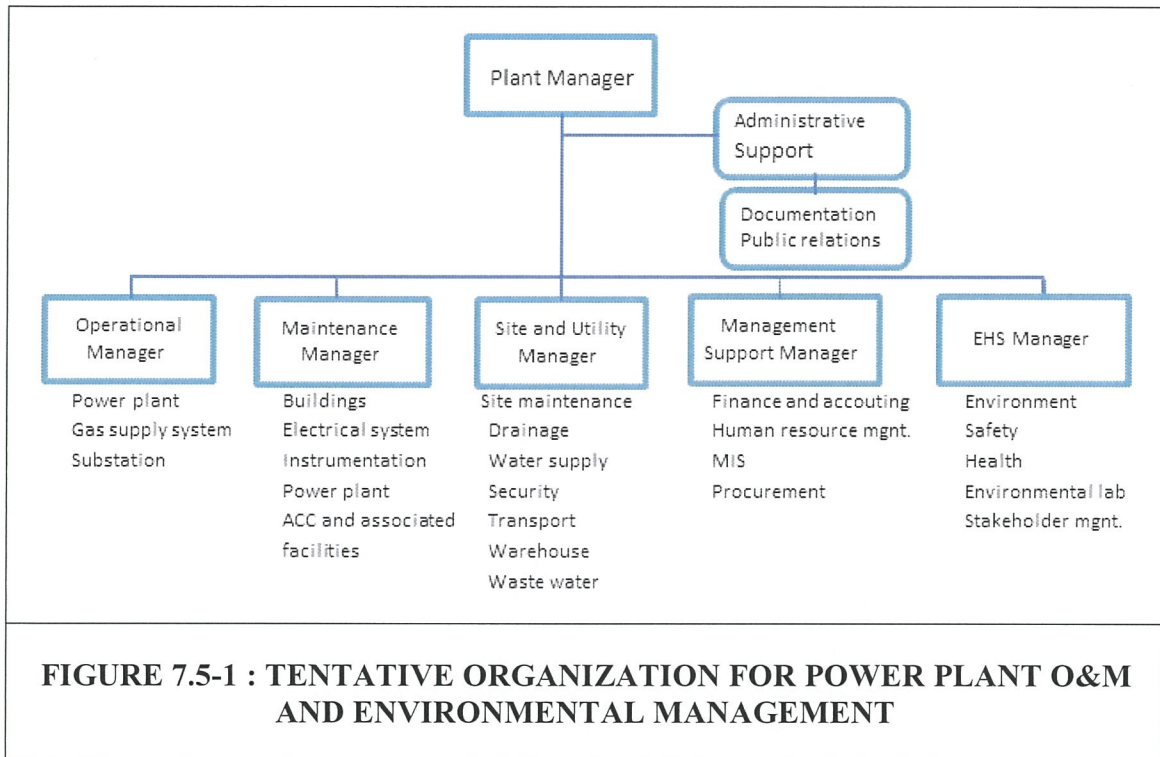 Plant Manager
Administrative
Support
Documentation
Public relations
Operational
Manager
Power plant
Gas supply system
Substation
Maintenance
Manager
Buildings
Electrical system
Instrumentation
Power plant
ACC and associated
facilities
Site and Utility
Manager
Site maintenance
Drainage
Water supply
Security
Transport
Warehouse
Waste water
Management
Support Manager
Finance and accouting
Human resource mgnt.
MIS
Procurement
EHS Manager
Environment
Safety
Health
Environmental lab
Stakeholder mgnt.
FIGURE 7.5-1 : TENTATIVE ORGANIZATION FOR POWER PLANT O&M
AND ENVIRONMENTAL MANAGEMENT